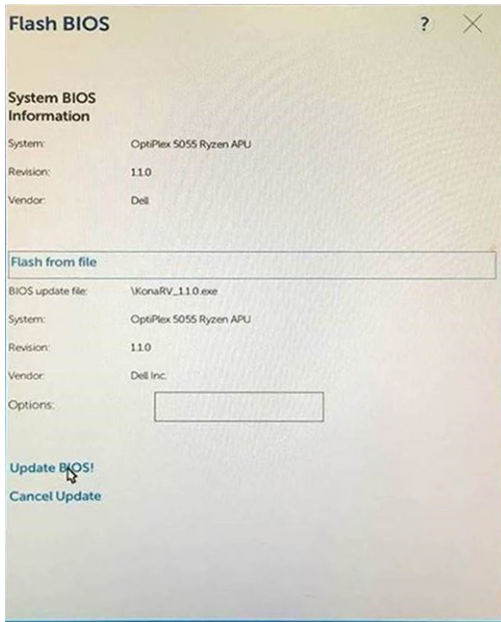 Flash BIOS
?
System BIOS
Information
System: OptiPlex 5055 Ryzen APU
Revision: 1.1.0
Vendor: Dell
Flash from file
BIOS update file: \KonaRV_1.1.0.exe
System: OptiPlex 5055 Ryzen APU
Revision: 1.1.0
Vendor: Dell Inc.
Options:
Update BIOS!
Cancel Update